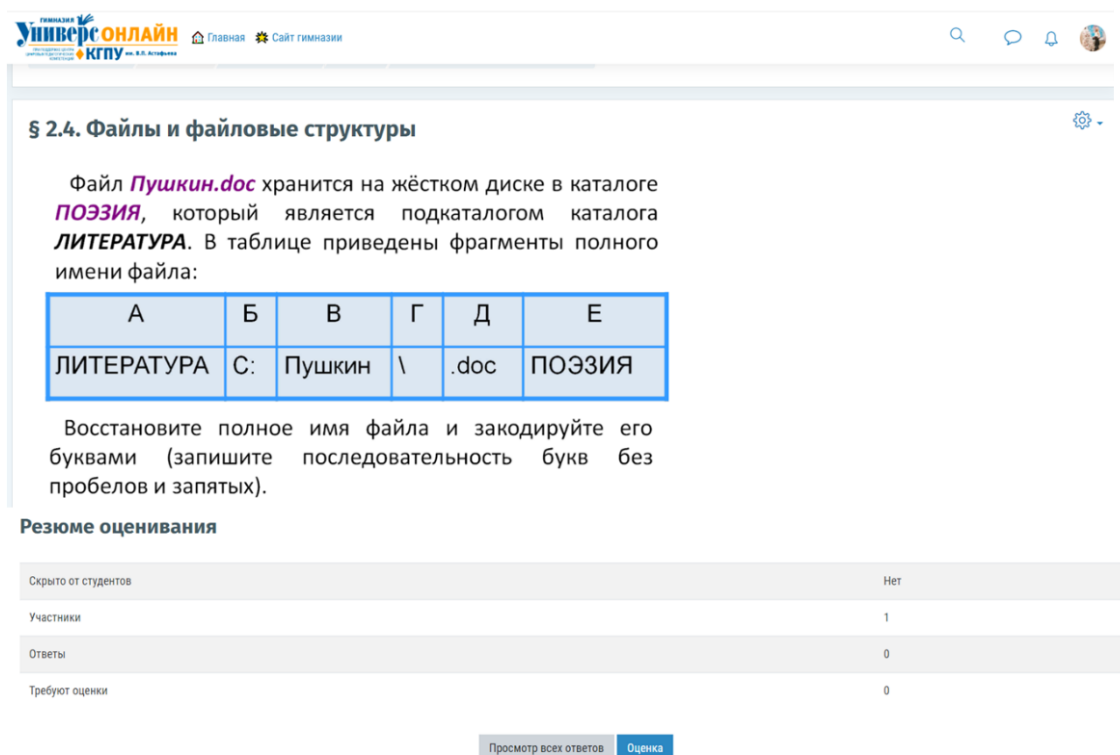 ГИМНАЗИЯ
Универс ОНЛАЙН
КГПУ им. В.П. Астафьева
Главная Сайт гимназии
§ 2.4. Файлы и файловые структуры
Файл Пушкин.doc хранится на жёстком диске в каталоге
ПОЭЗИЯ, который является подкаталогом каталога
ЛИТЕРАТУРА. В таблице приведены фрагменты полного
имени файла:
А Б В Г Д Е
ЛИТЕРАТУРА С: Пушкин \ .doc ПОЭЗИЯ
Восстановите полное имя файла и закодируйте его
буквами (запишите последовательность букв без
пробелов и запятых).
Резюме оценивания
Скрыто от студентов Нет
Участники 1
Ответы 0
Требуют оценки 0
Просмотр всех ответов Оценка